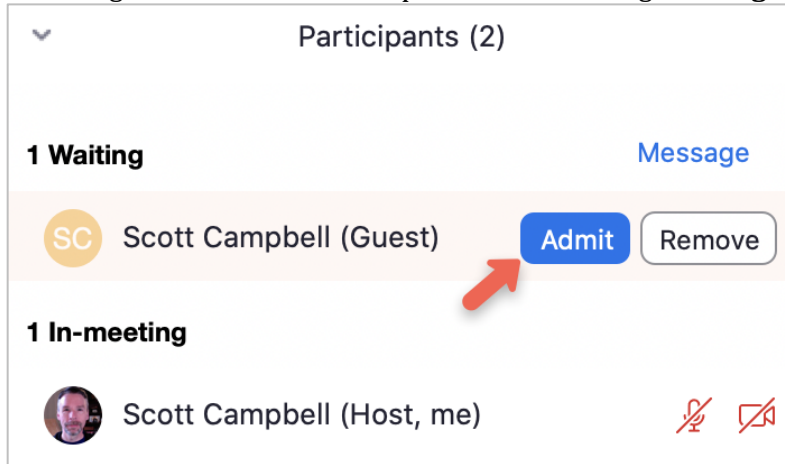 Participants (2)
1 Waiting
Message
SC
Scott Campbell (Guest)
Admit
Remove
1 In-meeting
Scott Campbell (Host, me)